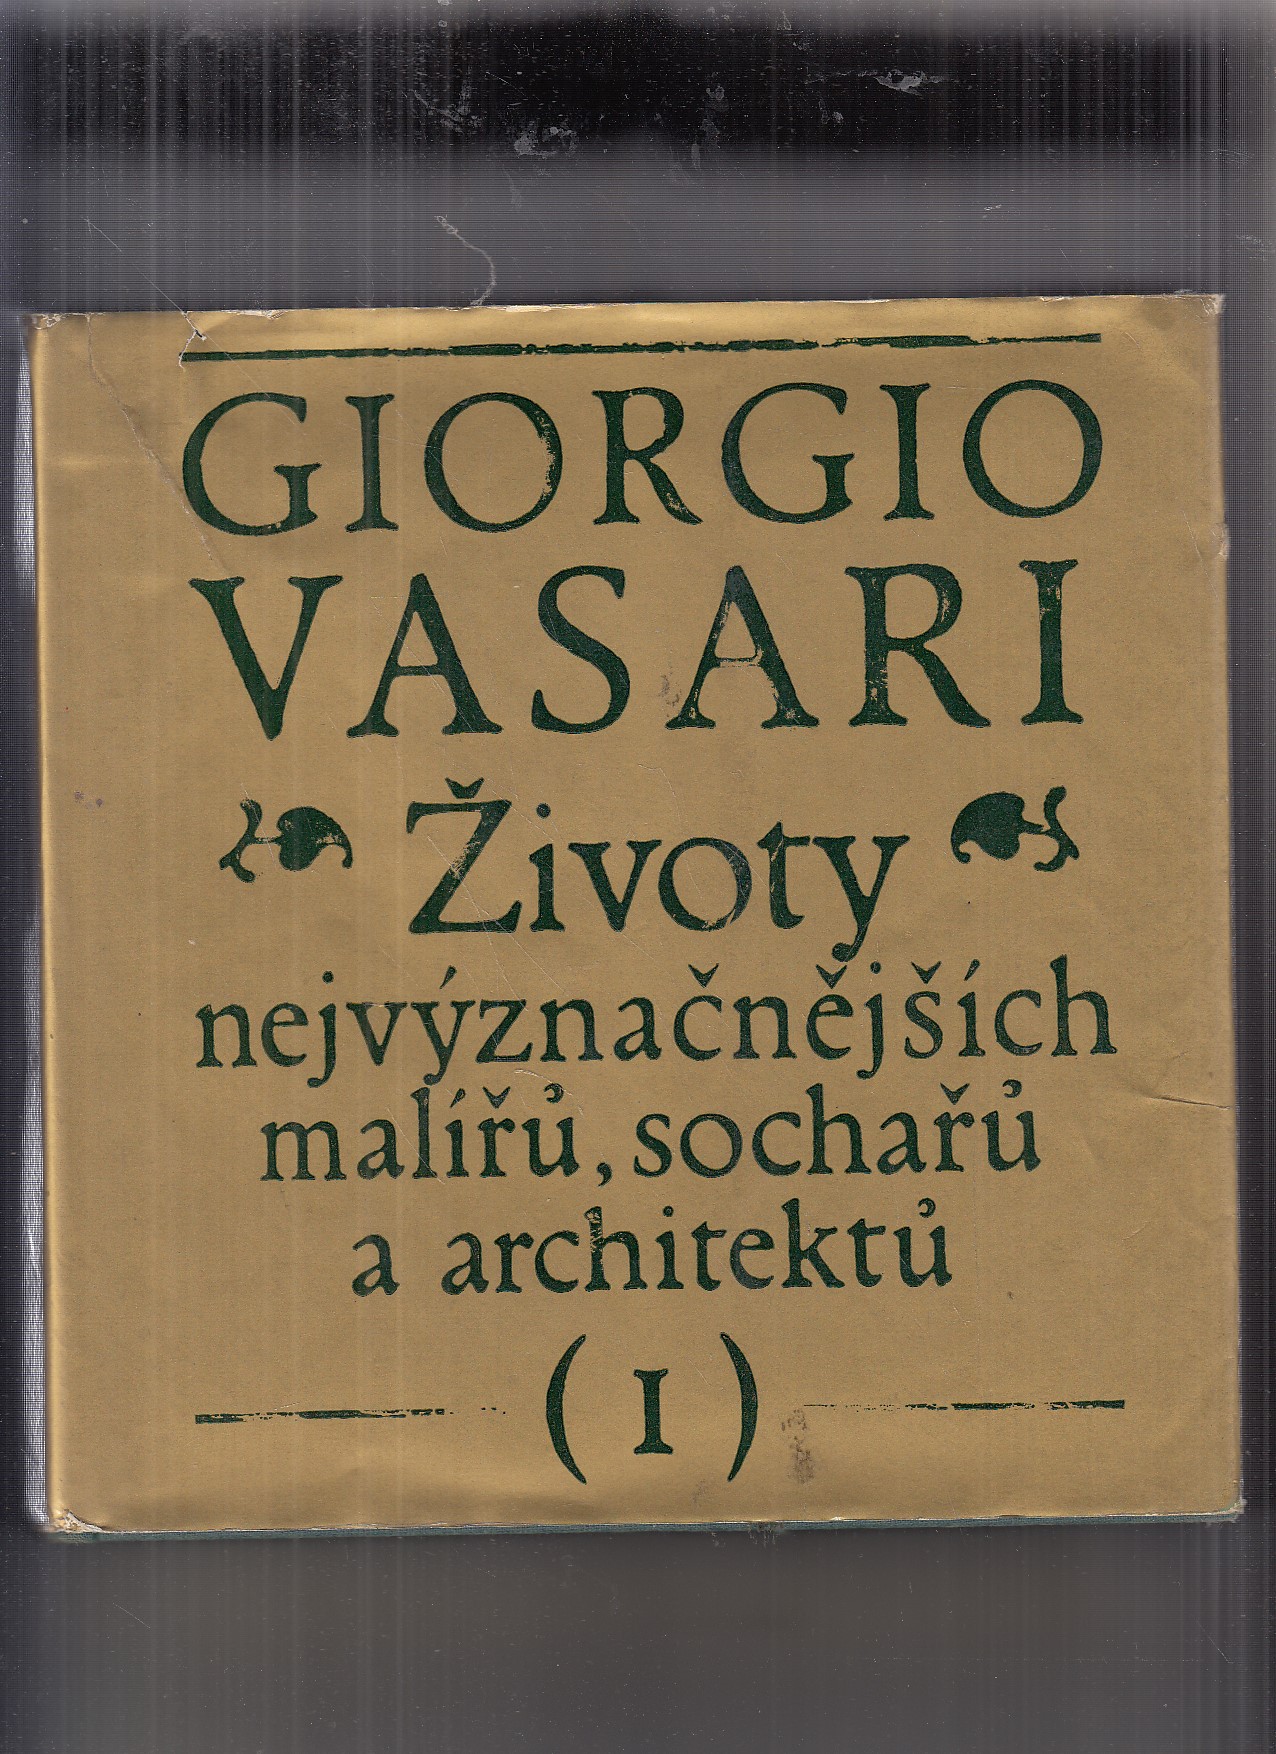 GIORGIO
VASARI
Životy
nejvýznačnějších
malířů, sochařů
a architektů
(I)